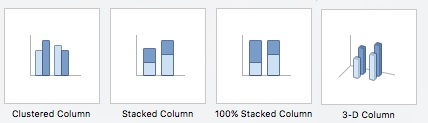 Clustered Column
Stacked Column
100% Stacked Column
3-D Column